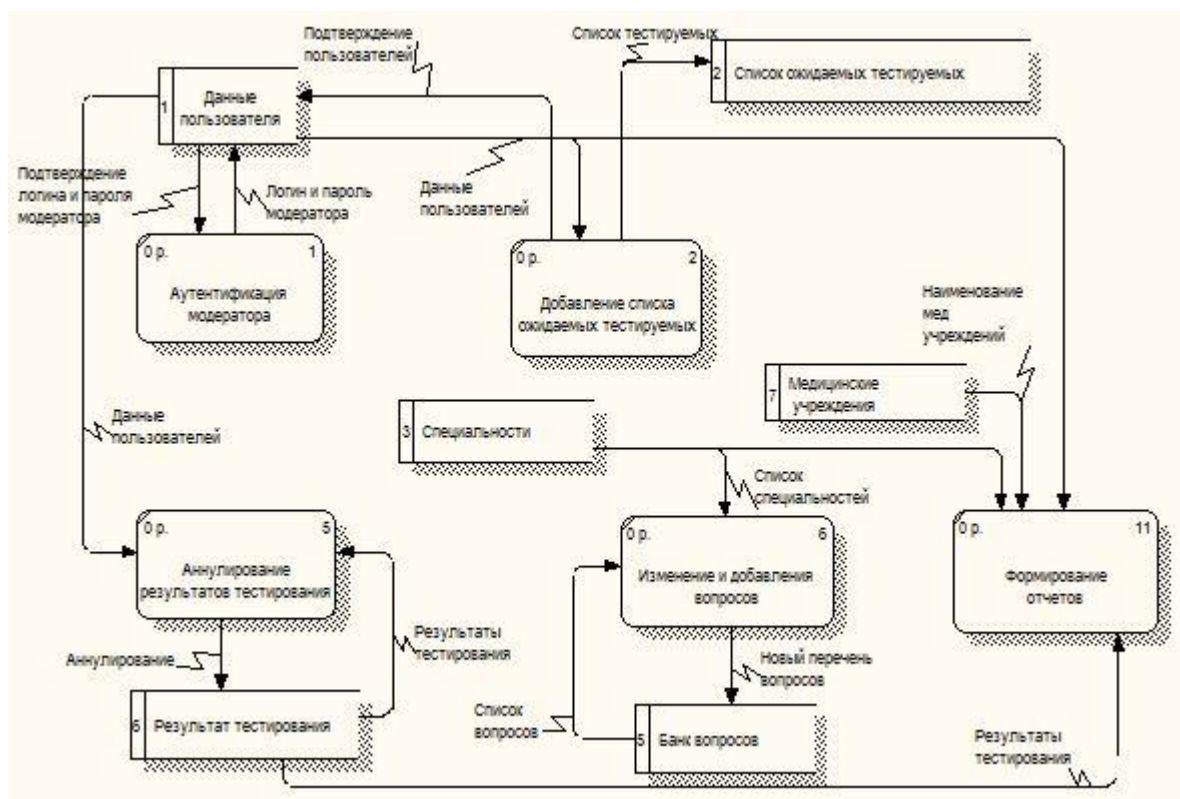 Подтверждение
пользователей
Список тестируемых
2
Список ожидаемых тестируемых
1
Данные
пользователя
Подтверждение
логина и пароля
модератора
Логин и пароль
модератора
Данные
пользователей
0 р.
1
Аутентификация
модератора
0 р.
2
Добавление списка
ожидаемых тестируемых
Наименование
мед
учреждений
7
Медицинские
учреждения
Данные
пользователей
3
Специальности
Список
специальностей
0 р.
5
Аннулирование
результатов тестирования
0 р.
6
Изменение и добавления
вопросов
0 р.
11
Формирование
отчетов
Аннулирование
Результаты
тестирования
Новый перечень
вопросов
6
Результат тестирования
Список
вопросов
5
Банк вопросов
Результаты
тестирования